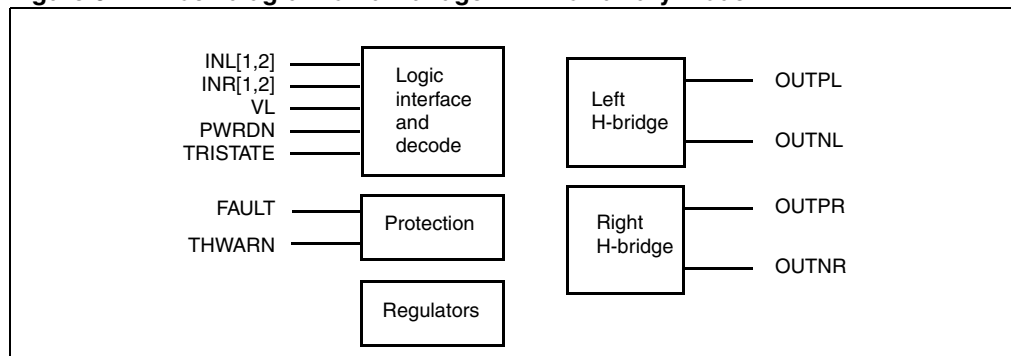 INL[1,2]
INR[1,2]
VL
PWRDN
TRISTATE
Logic
interface
and
decode
FAULT
THWARN
Protection
Regulators
Left
H-bridge
OUTPL
OUTNL
Right
H-bridge
OUTPR
OUTNR